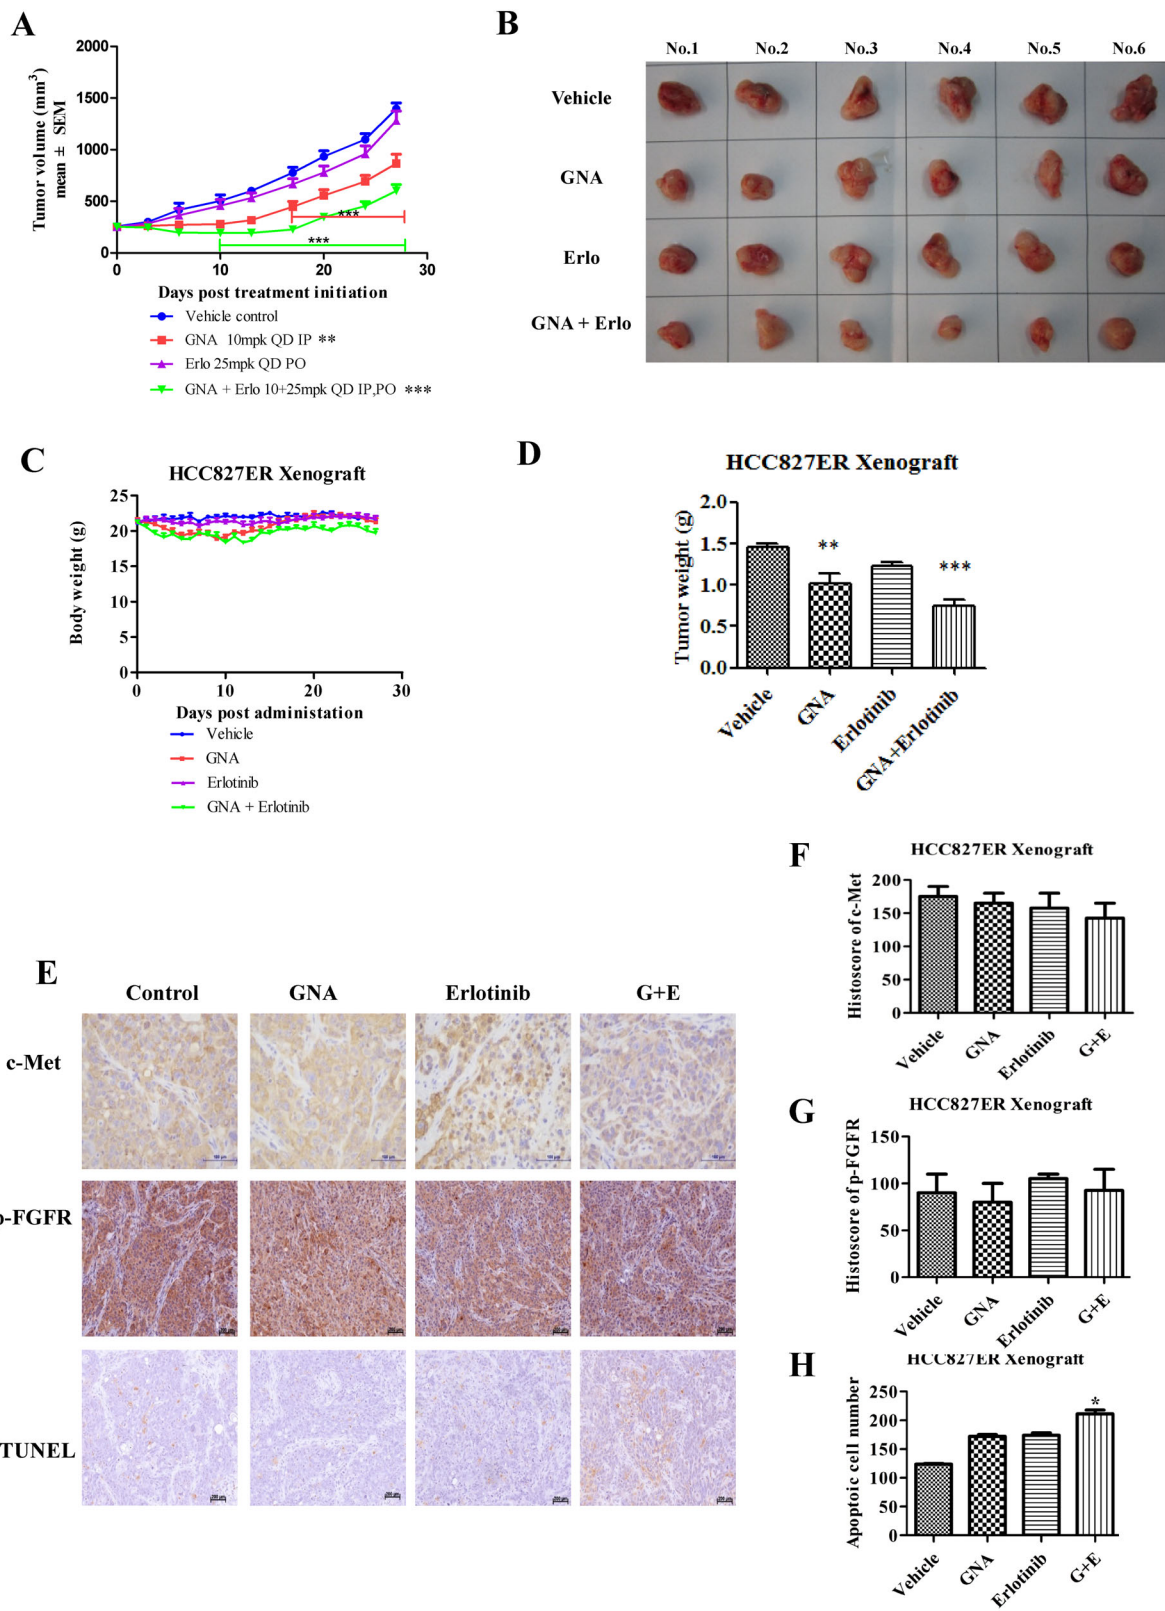 A
Tumor volume (mm³)
mean ± SEM
2000
1500
1000
500
0
***
***
0 10 20 30
Days post treatment initiation
Vehicle control
GNA 10mpk QD IP **
Erlo 25mpk QD PO
GNA + Erlo 10+25mpk QD IP,PO ***
B
No.1 No.2 No.3 No.4 No.5 No.6
Vehicle
GNA
Erlo
GNA + Erlo
C
HCC827ER Xenograft
Body weight (g)
25
20
15
10
5
0
0 10 20 30
Days post administation
Vehicle
GNA
Erlotinib
GNA + Erlotinib
D
HCC827ER Xenograft
Tumor weight (g)
2.0
1.5
1.0
0.5
0.0
**
***
Vehicle
GNA
Erlotinib
GNA+Erlotinib
E
Control GNA Erlotinib G+E
c-Met
p-FGFR
TUNEL
F
HCC827ER Xenograft
Histoscore of c-Met
200
150
100
50
0
Vehicle
GNA
Erlotinib
G+E
G
HCC827ER Xenograft
Histoscore of p-FGFR
150
100
50
0
Vehicle
GNA
Erlotinib
G+E
H
HCC827ER Xenograft
Apoptoic cell number
250
200
150
100
50
0
*
Vehicle
GNA
Erlotinib
G+E